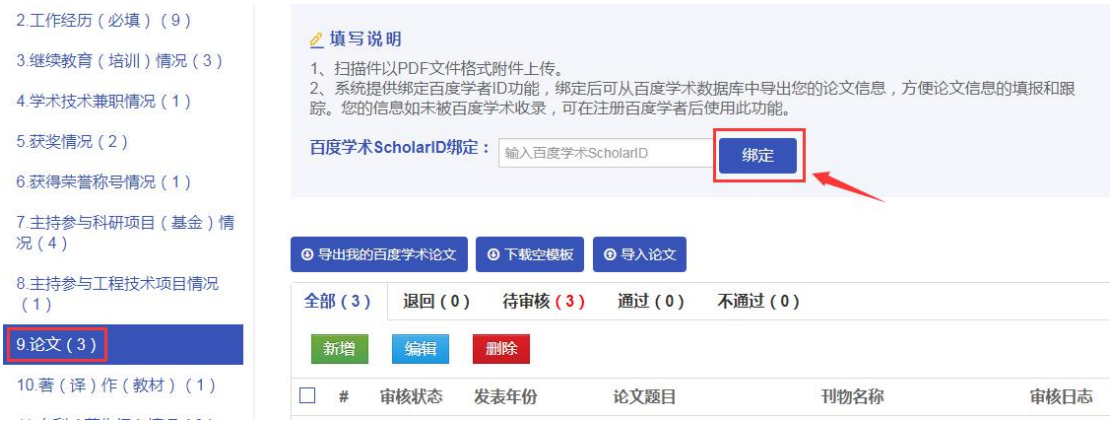 2.工作经历（必填）（9）
3.继续教育（培训）情况（3）
4.学术技术兼职情况（1）
5.获奖情况（2）
6.获得荣誉称号情况（1）
7.主持参与科研项目（基金）情
况（4）
8.主持参与工程技术项目情况
（1）
9.论文（3）
10.著（译）作（教材）（1）
填写说明
1、扫描件以PDF文件格式附件上传。
2、系统提供绑定百度学者ID功能，绑定后可从百度学术数据库中导出您的论文信息，方便论文信息的填报和跟
踪。您的信息如未被百度学术收录，可在注册百度学者后使用此功能。
百度学术ScholarID绑定： 输入百度学术ScholarID 绑定
导出我的百度学术论文 下载空模板 导入论文
全部（3） 退回（0） 待审核（3） 通过（0） 不通过（0）
新增 编辑 删除
# 审核状态 发表年份 论文题目 刊物名称 审核日志